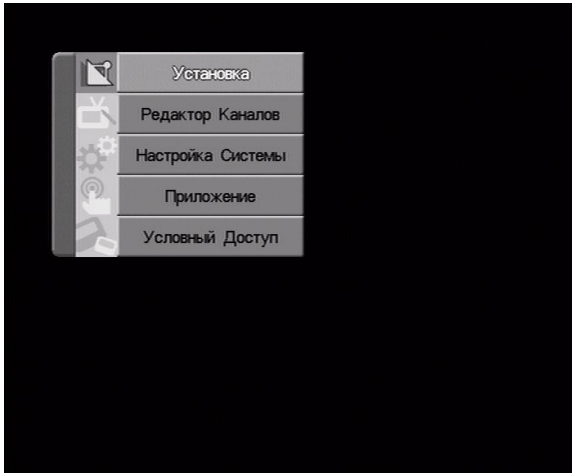 Установка
Редактор Каналов
Настройка Системы
Приложение
Условный Доступ